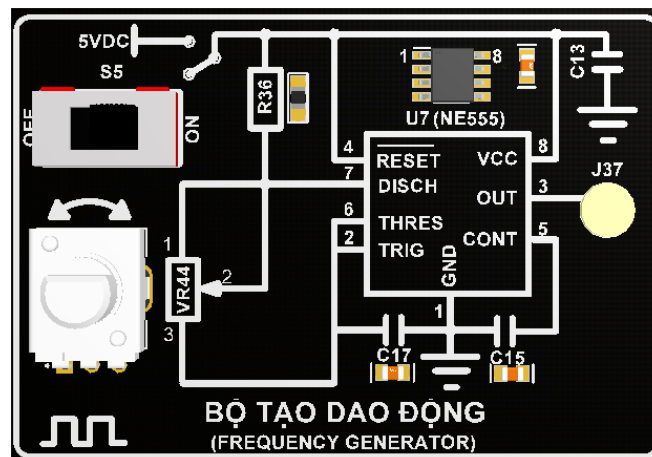 5VDC
S5
OFF
ON
R36
1
8
U7 (NE555)
C13
4
RESET
VCC
8
7
DISCH
OUT
3
J37
6
THRES
2
TRIG
CONT
5
GND
1
1
VR44
2
3
C17
C15
BỘ TẠO DAO ĐỘNG
(FREQUENCY GENERATOR)